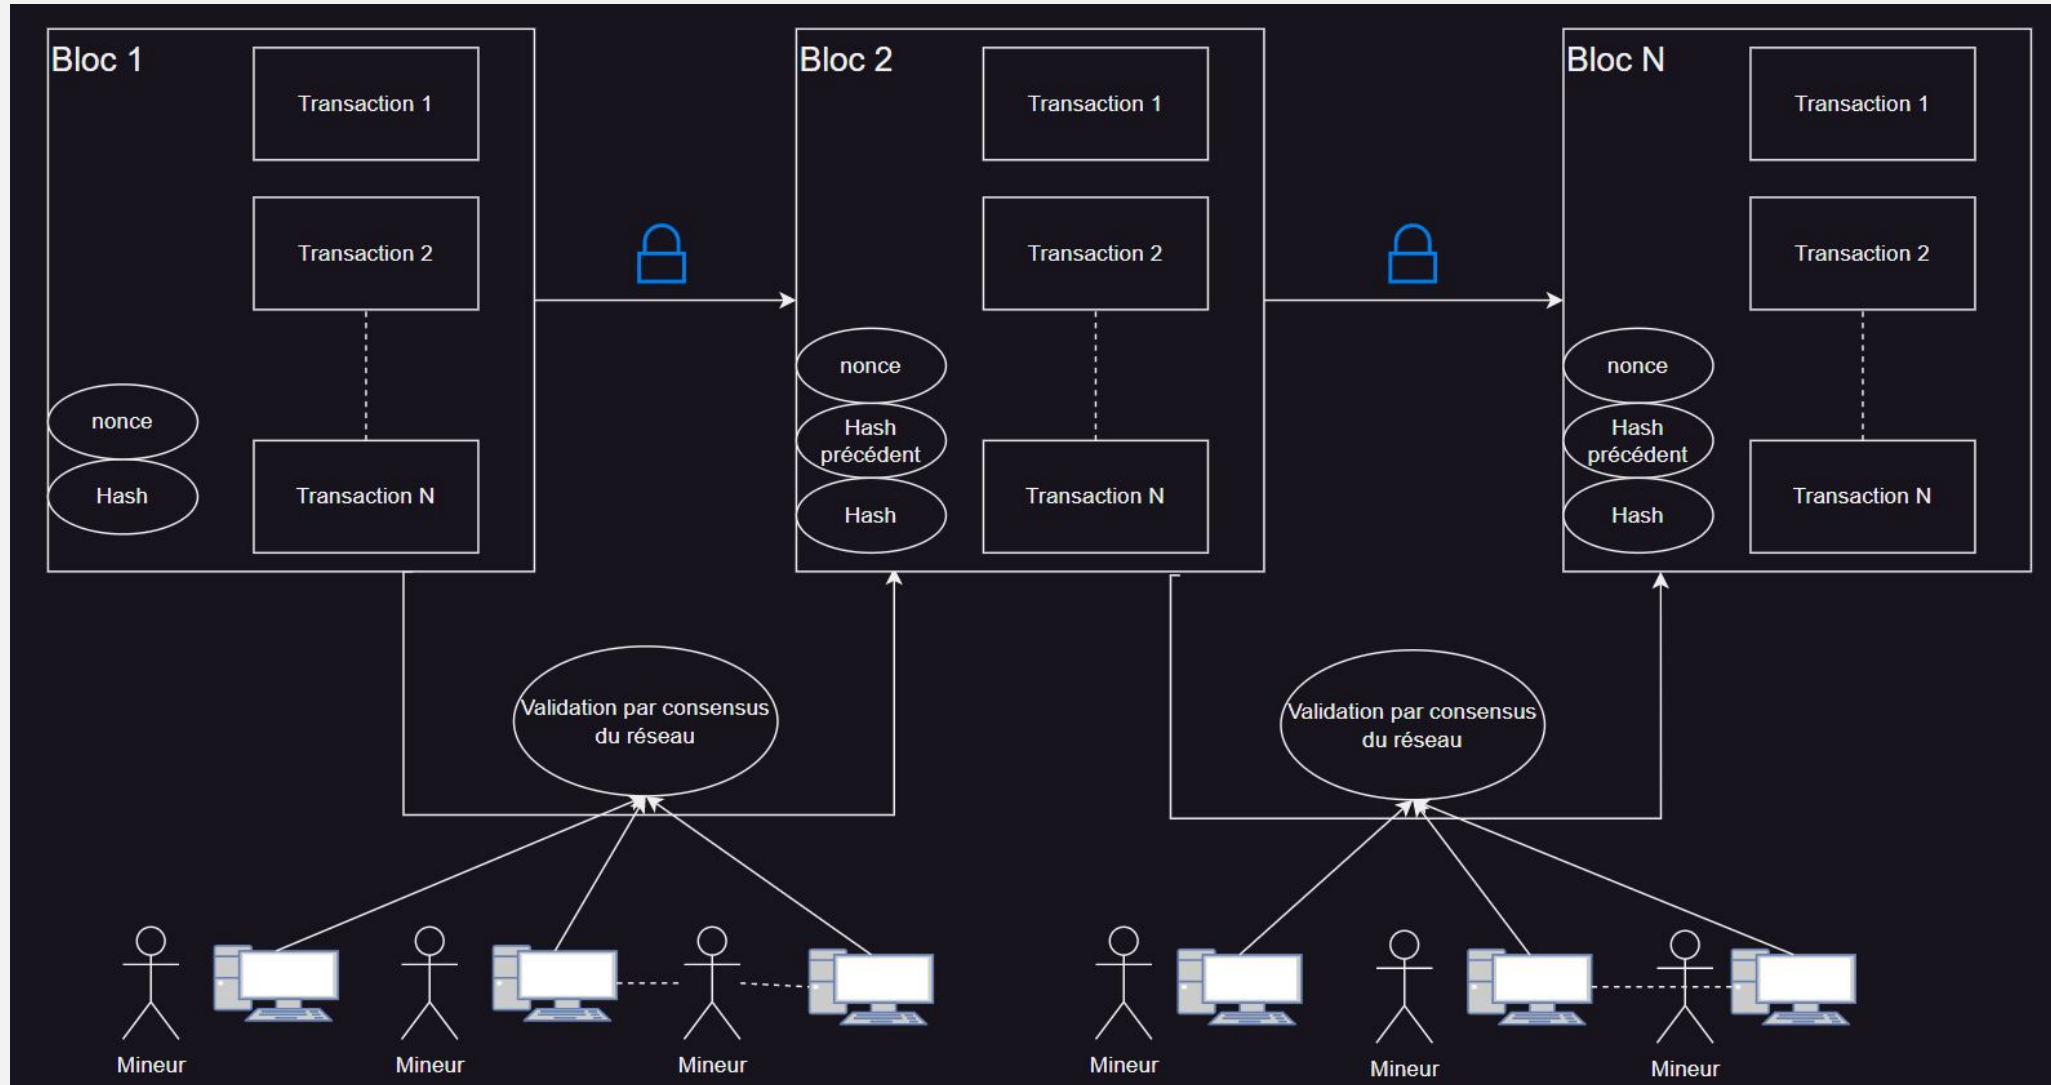 Bloc 1
Transaction 1
Transaction 2
nonce
Hash
Transaction N
Bloc 2
Transaction 1
Transaction 2
nonce
Hash
précédent
Hash
Transaction N
Bloc N
Transaction 1
Transaction 2
nonce
Hash
précédent
Hash
Transaction N
Validation par consensus
du réseau
Validation par consensus
du réseau
Mineur
Mineur
Mineur
Mineur
Mineur
Mineur